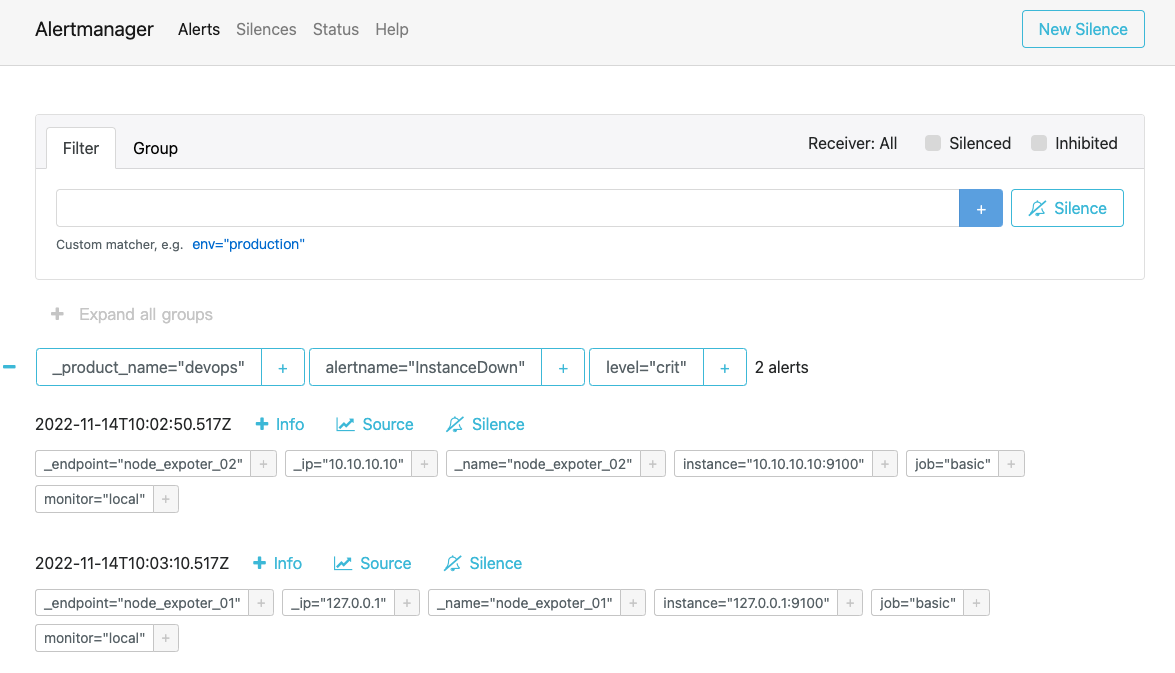 Alertmanager Alerts Silences Status Help New Silence
Filter Group Receiver: All Silenced Inhibited
+ Silence
Custom matcher, e.g. env="production"
+ Expand all groups
− _product_name="devops" + alertname="InstanceDown" + level="crit" + 2 alerts
2022-11-14T10:02:50.517Z + Info Source Silence
_endpoint="node_expoter_02" + _ip="10.10.10.10" + _name="node_expoter_02" + instance="10.10.10.10:9100" + job="basic" +
monitor="local" +
2022-11-14T10:03:10.517Z + Info Source Silence
_endpoint="node_expoter_01" + _ip="127.0.0.1" + _name="node_expoter_01" + instance="127.0.0.1:9100" + job="basic" +
monitor="local" +